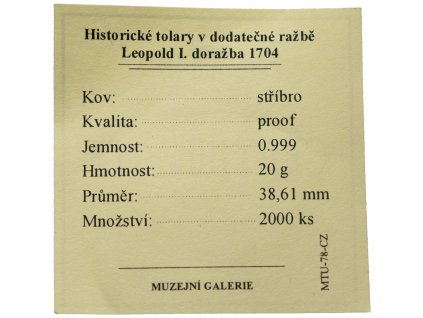 Historické tolary v dodatečné ražbě
Leopold I. doražba 1704
Kov: stříbro
Kvalita: proof
Jemnost: 0.999
Hmotnost: 20 g
Průměr: 38,61 mm
Množství: 2000 ks
MUZEJNÍ GALERIE
MTU-78-CZ